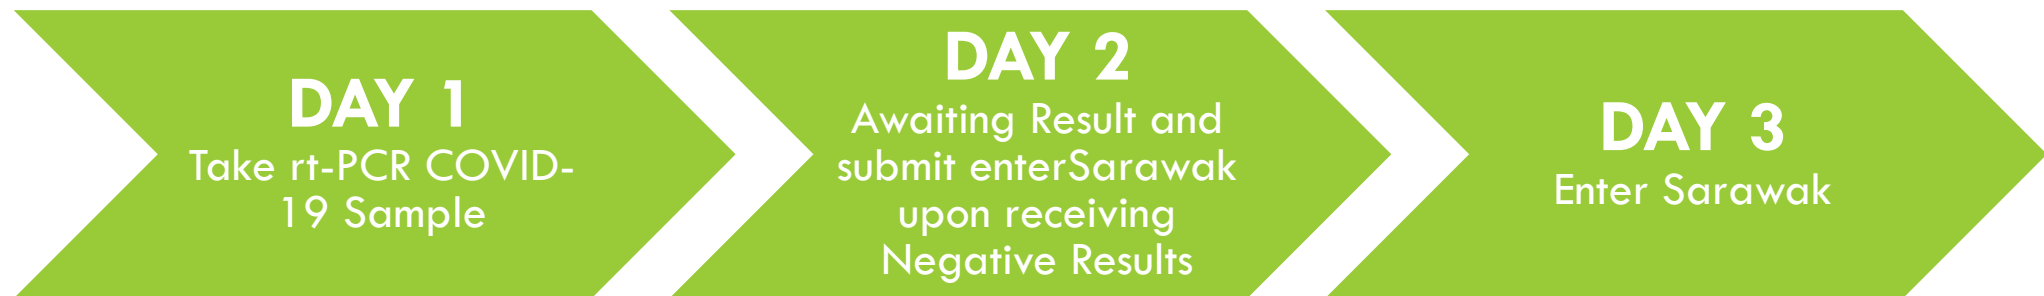 DAY 1
Take rt-PCR COVID-
19 Sample
DAY 2
Awaiting Result and
submit enterSarawak
upon receiving
Negative Results
DAY 3
Enter Sarawak